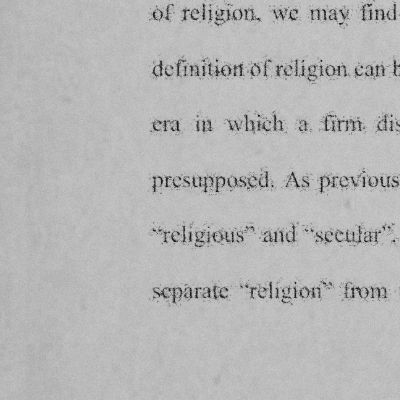 of religion, we may find
definition of religion can b
era in which a firm dis
presupposed. As previous
“religious” and “secular”.
separate “religion” from